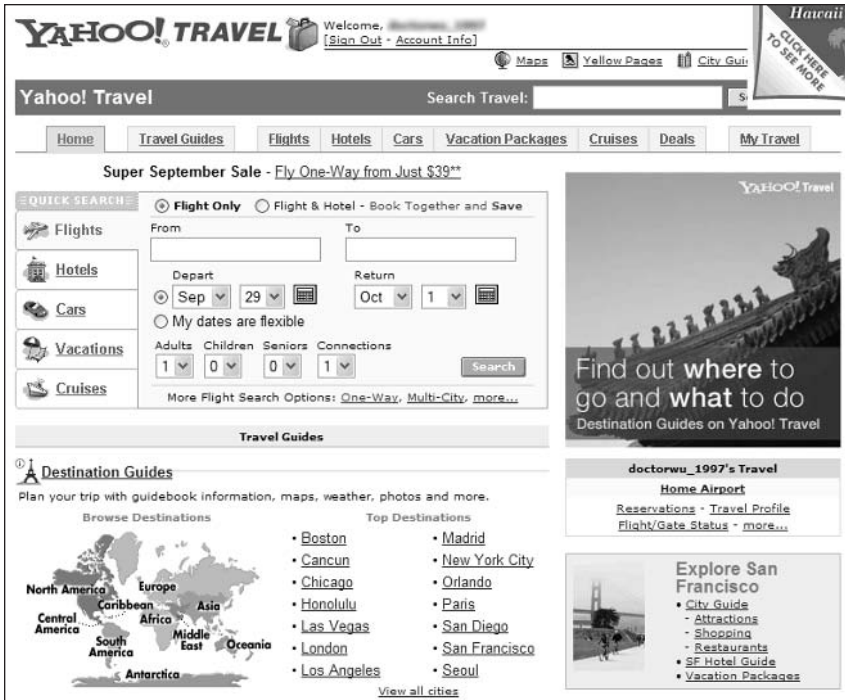 YAHOO! TRAVEL
Welcome,
[Sign Out - Account Info]
Hawaii
CLICK HERE
TO SEE MORE
Maps Yellow Pages City
Yahoo! Travel Search Travel:
Home Travel Guides Flights Hotels Cars Vacation Packages Cruises Deals My Travel
Super September Sale - Fly One-Way from Just $39**
QUICK SEARCH
Flights
Hotels
Cars
Vacations
Cruises
Flight Only Flight & Hotel - Book Together and Save
From To
Depart Return
Sep 29 Oct 1
My dates are flexible
Adults Children Seniors Connections
1 0 0 1 Search
More Flight Search Options: One-Way, Multi-City, more...
YAHOO! Travel
Find out where to
go and what to do
Destination Guides on Yahoo! Travel
Travel Guides
Destination Guides
Plan your trip with guidebook information, maps, weather, photos and more.
Browse Destinations
North America
Europe
Caribbean
Asia
Central
America
Africa
Middle
East
South
America
Oceania
Antarctica
Top Destinations
• Boston
• Cancun
• Chicago
• Honolulu
• Las Vegas
• London
• Los Angeles
• Madrid
• New York City
• Orlando
• Paris
• San Diego
• San Francisco
• Seoul
View all cities
doctorwu_1997's Travel
Home Airport
Reservations - Travel Profile
Flight/Gate Status - more...
Explore San
Francisco
• City Guide
- Attractions
- Shopping
- Restaurants
• SF Hotel Guide
• Vacation Packages